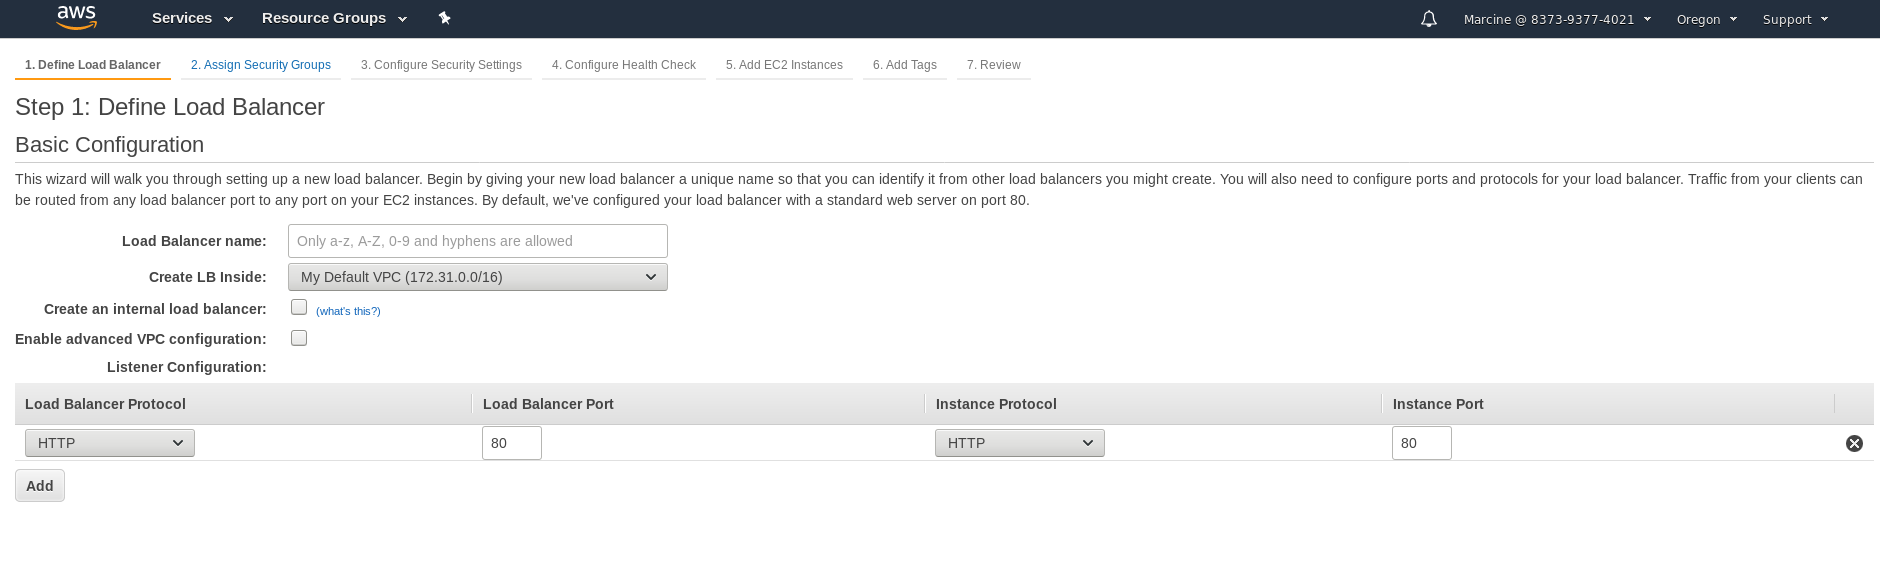 aws Services Resource Groups Marcine @ 8373-9377-4021 Oregon Support
1. Define Load Balancer 2. Assign Security Groups 3. Configure Security Settings 4. Configure Health Check 5. Add EC2 Instances 6. Add Tags 7. Review
Step 1: Define Load Balancer
Basic Configuration
This wizard will walk you through setting up a new load balancer. Begin by giving your new load balancer a unique name so that you can identify it from other load balancers you might create. You will also need to configure ports and protocols for your load balancer. Traffic from your clients can
be routed from any load balancer port to any port on your EC2 instances. By default, we've configured your load balancer with a standard web server on port 80.
Load Balancer name: Only a-z, A-Z, 0-9 and hyphens are allowed
Create LB Inside: My Default VPC (172.31.0.0/16)
Create an internal load balancer: (what's this?)
Enable advanced VPC configuration:
Listener Configuration:
Load Balancer Protocol Load Balancer Port Instance Protocol Instance Port
HTTP 80 HTTP 80
Add